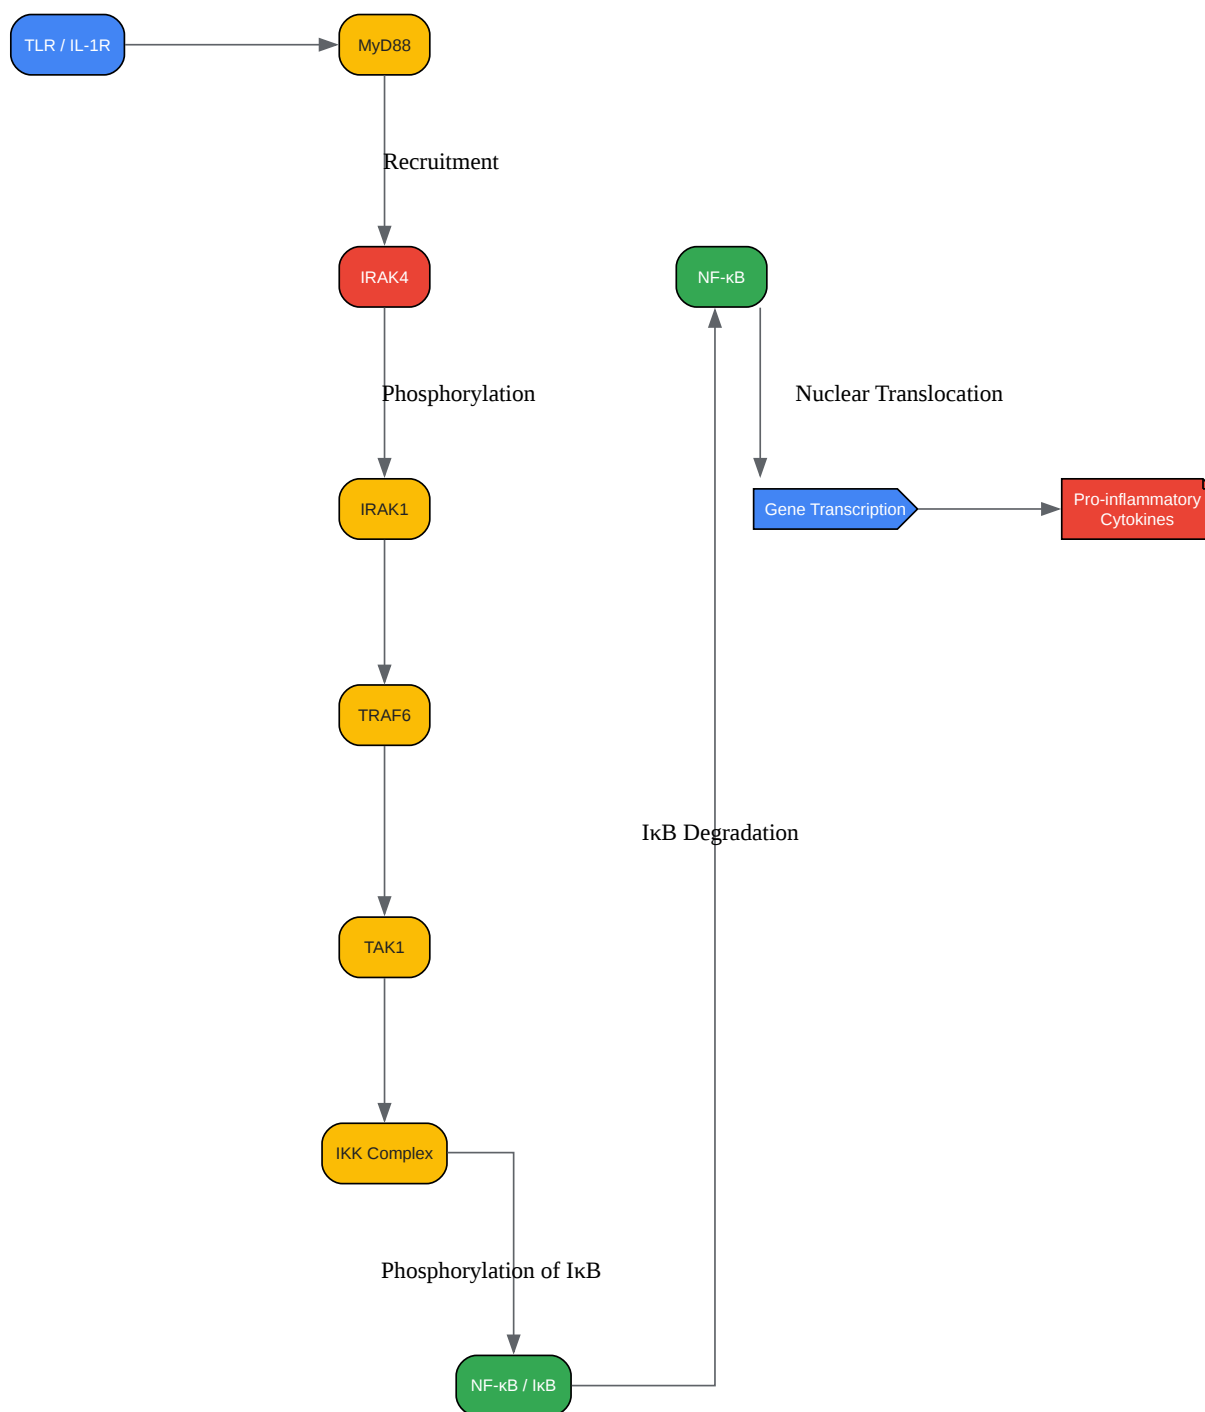 TLR / IL-1R
MyD88
Recruitment
IRAK4
NF-κB
Phosphorylation
Nuclear Translocation
IRAK1
Gene Transcription
Pro-inflammatory
Cytokines
TRAF6
IκB Degradation
TAK1
IKK Complex
Phosphorylation of IκB
NF-κB / IκB